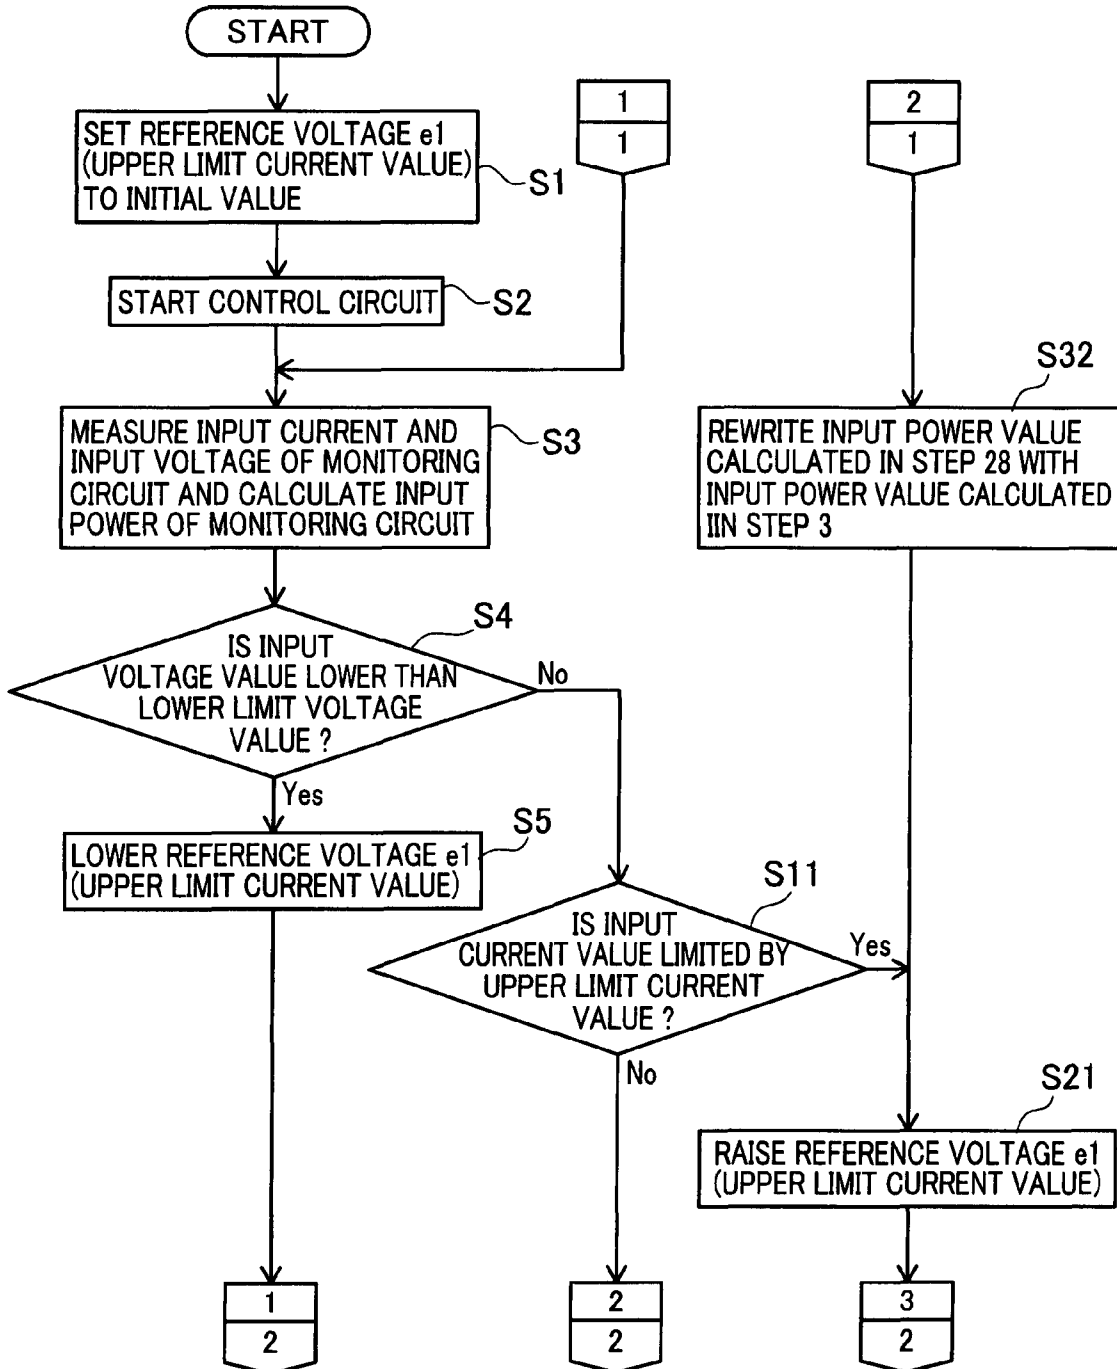 START
SET REFERENCE VOLTAGE e1
(UPPER LIMIT CURRENT VALUE)
TO INITIAL VALUE
S1
START CONTROL CIRCUIT
S2
1
1
2
1
MEASURE INPUT CURRENT AND
INPUT VOLTAGE OF MONITORING
CIRCUIT AND CALCULATE INPUT
POWER OF MONITORING CIRCUIT
S3
S32
REWRITE INPUT POWER VALUE
CALCULATED IN STEP 28 WITH
INPUT POWER VALUE CALCULATED
IIN STEP 3
IS INPUT
VOLTAGE VALUE LOWER THAN
LOWER LIMIT VOLTAGE
VALUE ?
S4
No
Yes
LOWER REFERENCE VOLTAGE e1
(UPPER LIMIT CURRENT VALUE)
S5
IS INPUT
CURRENT VALUE LIMITED BY
UPPER LIMIT CURRENT
VALUE ?
S11
Yes
No
S21
RAISE REFERENCE VOLTAGE e1
(UPPER LIMIT CURRENT VALUE)
1
2
2
2
3
2